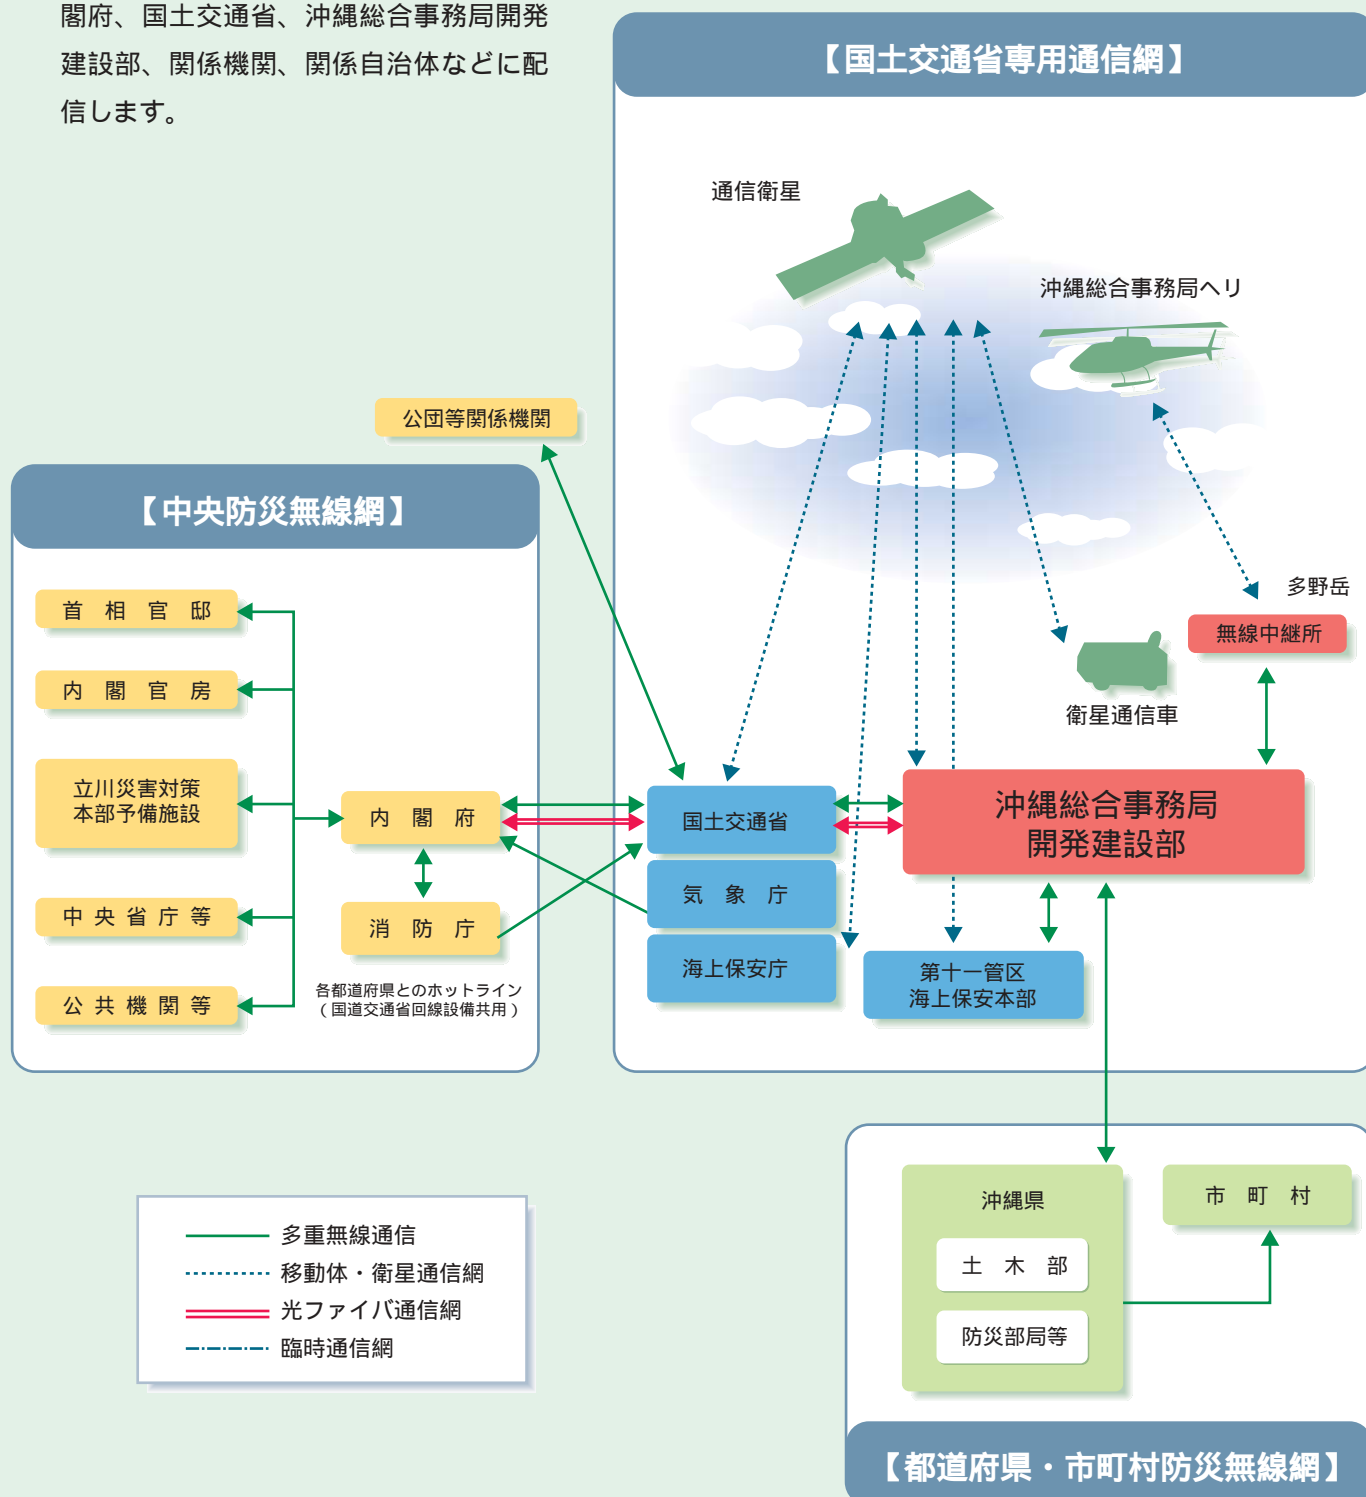 閣府、国土交通省、沖縄総合事務局開発
建設部、関係機関、関係自治体などに配
信します。
【国土交通省専用通信網】
通信衛星
沖縄総合事務局ヘリ
公団等関係機関
【中央防災無線網】
多野岳
首相官邸
無線中継所
内閣官房
衛星通信車
立川災害対策
本部予備施設
内閣府
国土交通省
沖縄総合事務局
開発建設部
気象庁
中央省庁等
消防庁
海上保安庁
第十一管区
海上保安本部
各都道府県とのホットライン
(国道交通省回線設備共用)
公共機関等
沖縄県
市町村
土木部
防災部局等
多重無線通信
移動体・衛星通信網
光ファイバ通信網
臨時通信網
【都道府県・市町村防災無線網】